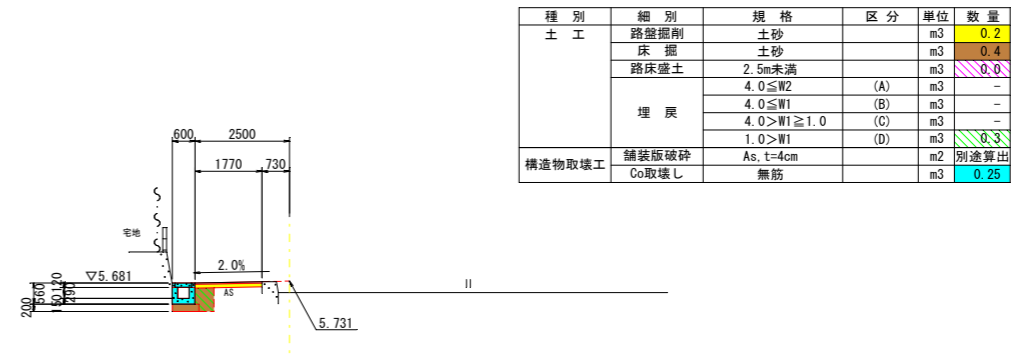 種 別 細 別 規 格 区 分 単位 数 量
土 工 路盤掘削 土砂 m3 0.2
床 掘 土砂 m3 0.4
路床盛土 2.5m未満 m3 0.0
埋 戻 4.0≦W2 (A) m3 -
4.0≦W1 (B) m3 -
4.0>W1≧1.0 (C) m3 -
1.0>W1 (D) m3 0.3
構造物取壊工 舗装版破砕 As,t=4cm m2 別途算出
Co取壊し 無筋 m3 0.25
600 2500
1770 730
宅地
2.0%
▽5.681
AS
5.731
200
560
150
290
120